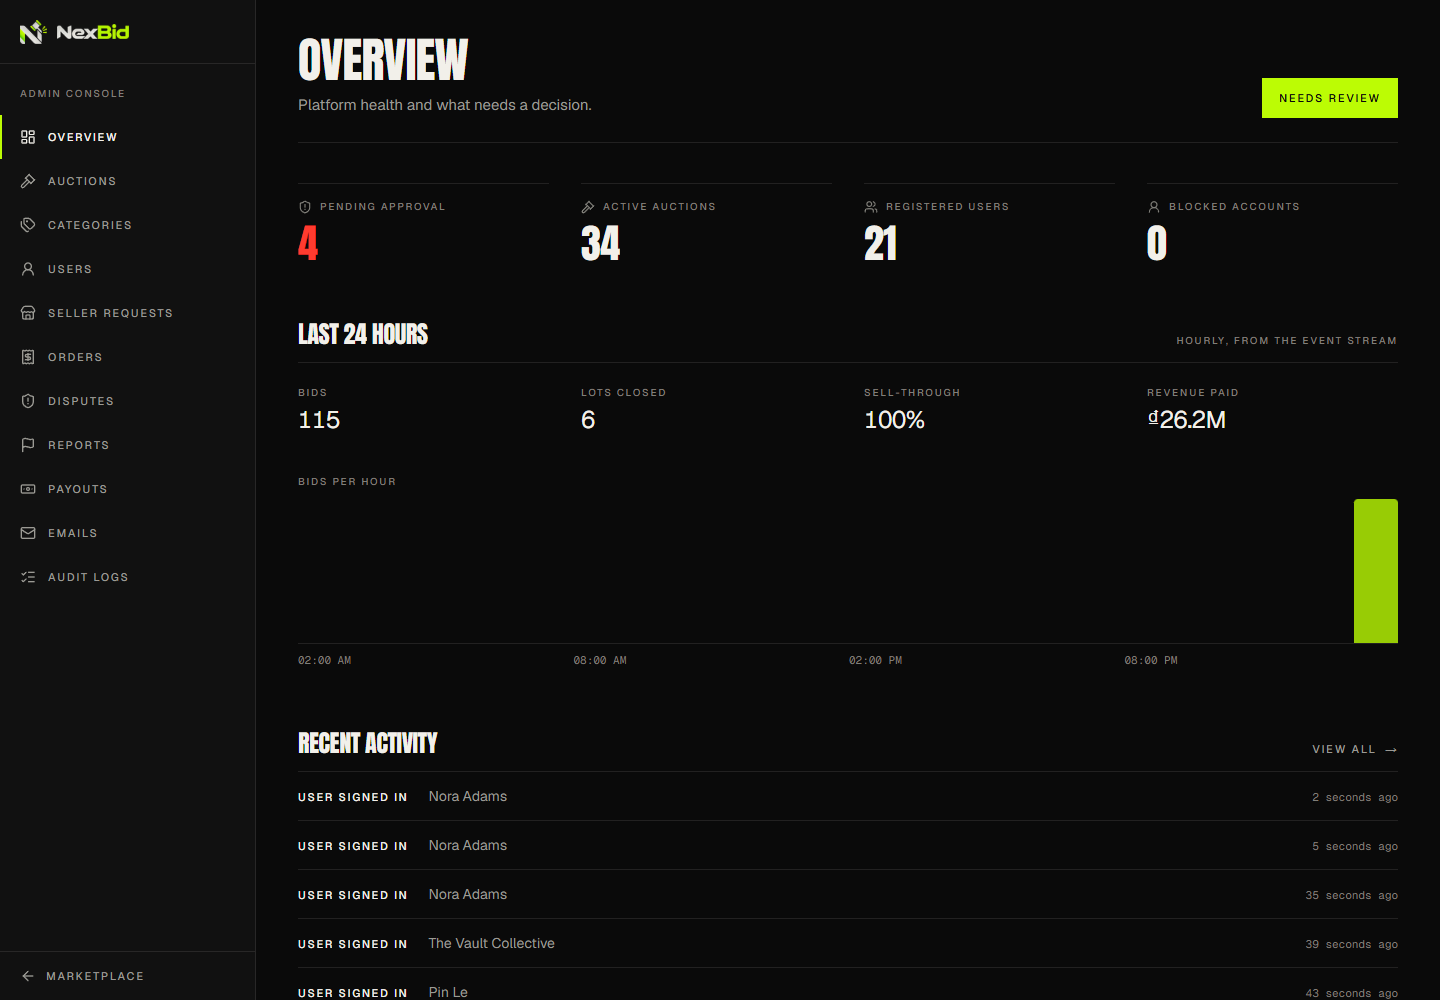 NexBid
ADMIN CONSOLE
OVERVIEW
AUCTIONS
CATEGORIES
USERS
SELLER REQUESTS
ORDERS
DISPUTES
REPORTS
PAYOUTS
EMAILS
AUDIT LOGS
MARKETPLACE
OVERVIEW
Platform health and what needs a decision.
NEEDS REVIEW
PENDING APPROVAL
4
ACTIVE AUCTIONS
34
REGISTERED USERS
21
BLOCKED ACCOUNTS
0
LAST 24 HOURS
HOURLY, FROM THE EVENT STREAM
BIDS
115
LOTS CLOSED
6
SELL-THROUGH
100%
REVENUE PAID
₫26.2M
BIDS PER HOUR
02:00 AM 08:00 AM 02:00 PM 08:00 PM
RECENT ACTIVITY
VIEW ALL →
USER SIGNED IN Nora Adams 2 seconds ago
USER SIGNED IN Nora Adams 5 seconds ago
USER SIGNED IN Nora Adams 35 seconds ago
USER SIGNED IN The Vault Collective 39 seconds ago
USER SIGNED IN Pin Le 43 seconds ago